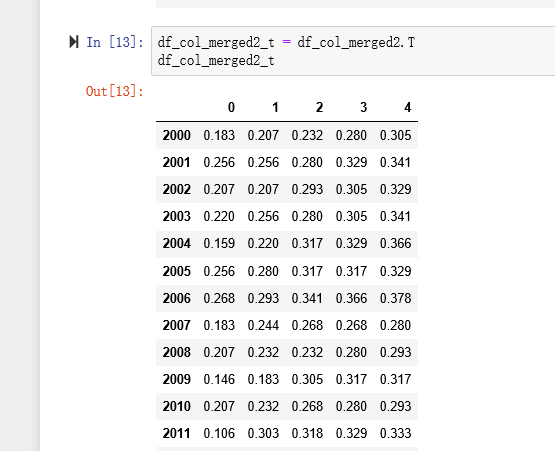 In [13]: df_col_merged2_t = df_col_merged2.T
df_col_merged2_t
Out[13]:
0 1 2 3 4
2000 0.183 0.207 0.232 0.280 0.305
2001 0.256 0.256 0.280 0.329 0.341
2002 0.207 0.207 0.293 0.305 0.329
2003 0.220 0.256 0.280 0.305 0.341
2004 0.159 0.220 0.317 0.329 0.366
2005 0.256 0.280 0.317 0.317 0.329
2006 0.268 0.293 0.341 0.366 0.378
2007 0.183 0.244 0.268 0.268 0.280
2008 0.207 0.232 0.232 0.280 0.293
2009 0.146 0.183 0.305 0.317 0.317
2010 0.207 0.232 0.268 0.280 0.293
2011 0.106 0.303 0.318 0.329 0.333